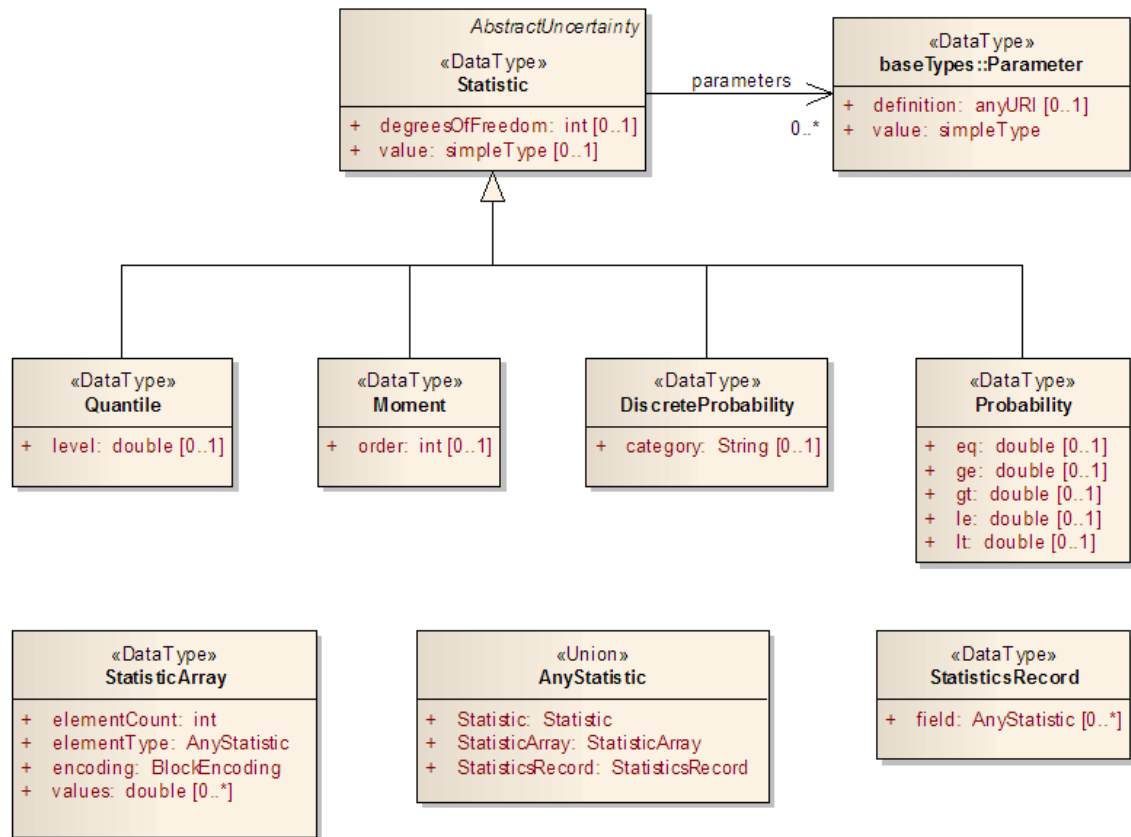 AbstractUncertainty
«DataType»
Statistic
+ degreesOfFreedom: int [0..1]
+ value: simpleType [0..1]
parameters
0..*
«DataType»
baseTypes::Parameter
+ definition: anyURI [0..1]
+ value: simpleType
«DataType»
Quantile
+ level: double [0..1]
«DataType»
Moment
+ order: int [0..1]
«DataType»
DiscreteProbability
+ category: String [0..1]
«DataType»
Probability
+ eq: double [0..1]
+ ge: double [0..1]
+ gt: double [0..1]
+ le: double [0..1]
+ lt: double [0..1]
«DataType»
StatisticArray
+ elementCount: int
+ elementType: AnyStatistic
+ encoding: BlockEncoding
+ values: double [0..*]
«Union»
AnyStatistic
+ Statistic: Statistic
+ StatisticArray: StatisticArray
+ StatisticsRecord: StatisticsRecord
«DataType»
StatisticsRecord
+ field: AnyStatistic [0..*]